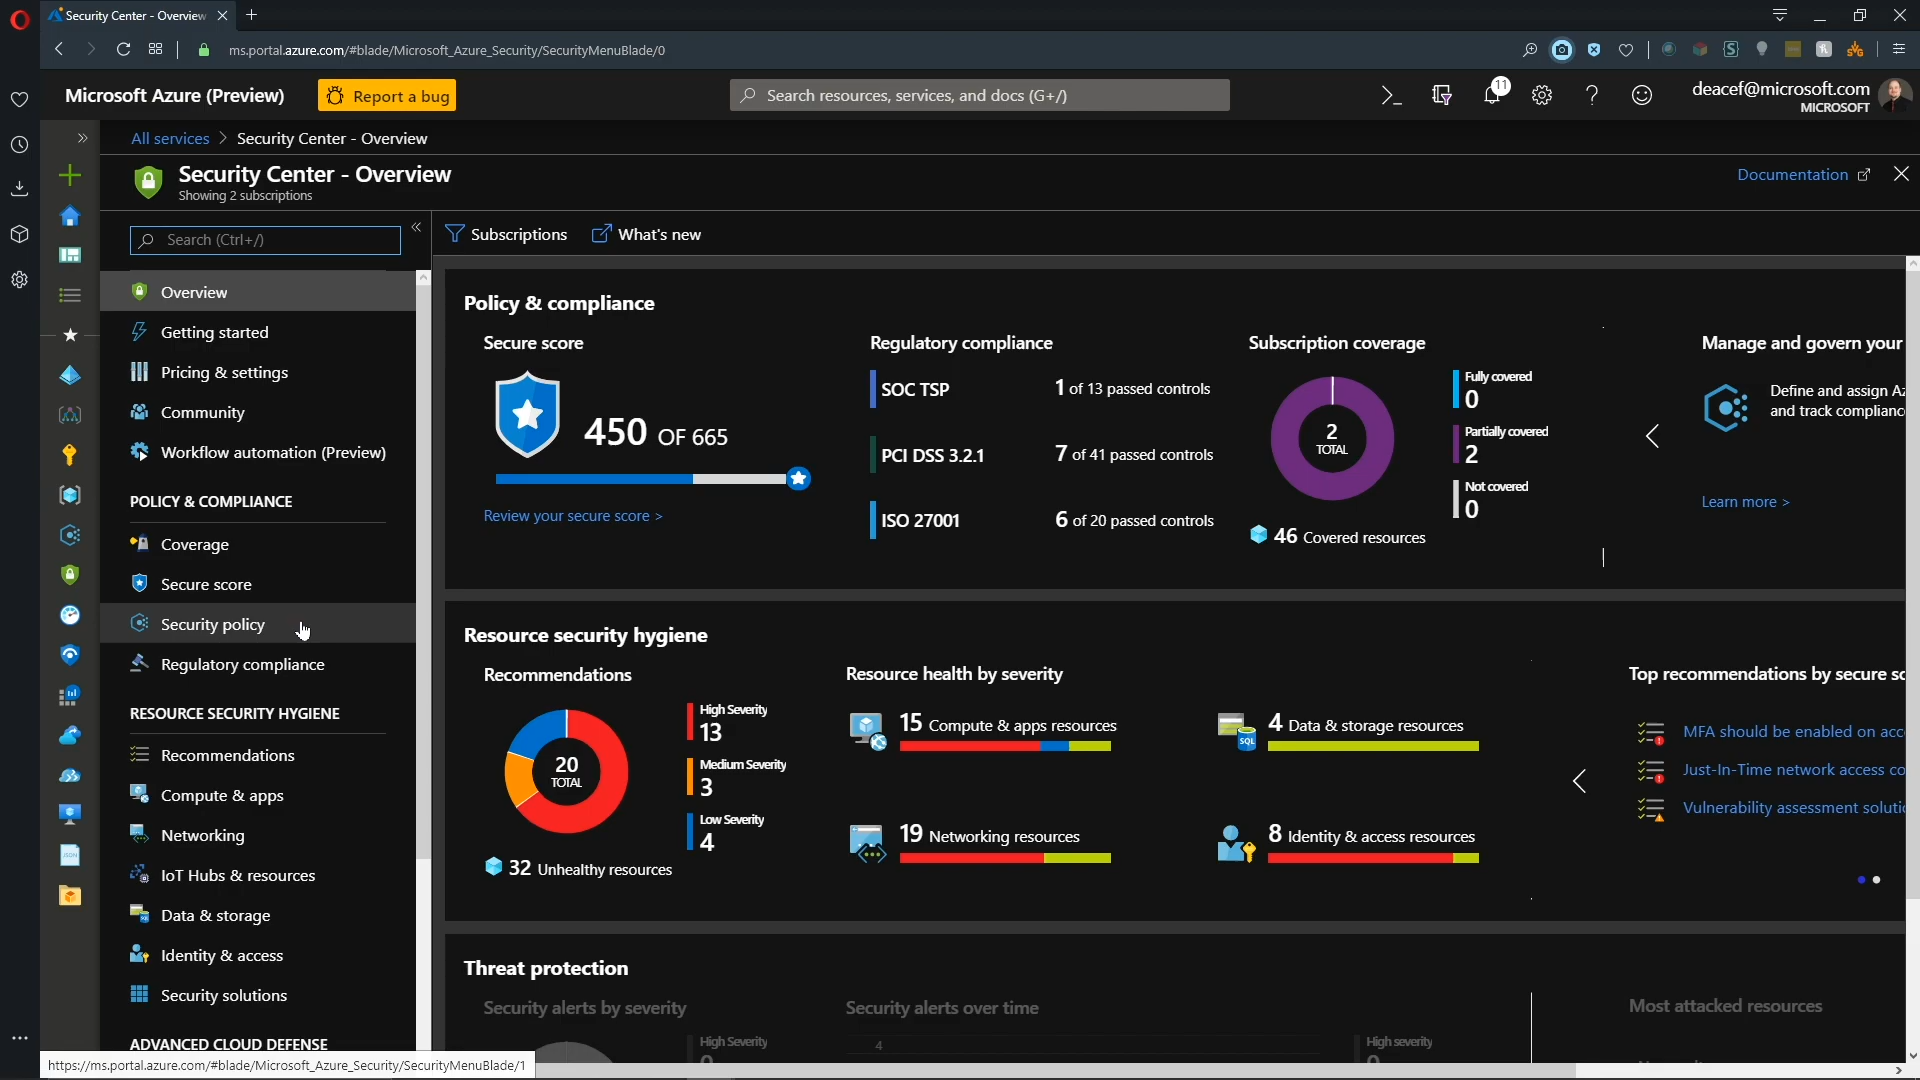 Security Center - Overview
ms.portal.azure.com/#blade/Microsoft_Azure_Security/SecurityMenuBlade/0
Microsoft Azure (Preview)
Report a bug
Search resources, services, and docs (G+/)
11
deacef@microsoft.com
MICROSOFT
All services > Security Center - Overview
Security Center - Overview
Showing 2 subscriptions
Documentation
Search (Ctrl+/)
Subscriptions
What's new
Overview
Getting started
Pricing & settings
Community
Workflow automation (Preview)
POLICY & COMPLIANCE
Coverage
Secure score
Security policy
Regulatory compliance
RESOURCE SECURITY HYGIENE
Recommendations
Compute & apps
Networking
IoT Hubs & resources
Data & storage
Identity & access
Security solutions
ADVANCED CLOUD DEFENSE
Policy & compliance
Secure score
450 OF 665
Review your secure score >
Regulatory compliance
SOC TSP 1 of 13 passed controls
PCI DSS 3.2.1 7 of 41 passed controls
ISO 27001 6 of 20 passed controls
Subscription coverage
2
TOTAL
Fully covered
0
Partially covered
2
Not covered
0
46 Covered resources
Manage and govern your
Define and assign Az
and track complianc
Learn more >
Resource security hygiene
Recommendations
20
TOTAL
High Severity
13
Medium Severity
3
Low Severity
4
32 Unhealthy resources
Resource health by severity
15 Compute & apps resources
4 Data & storage resources
SQL
19 Networking resources
8 Identity & access resources
Top recommendations by secure sc
MFA should be enabled on acc
Just-In-Time network access co
Vulnerability assessment soluti
Threat protection
Security alerts by severity
High Severity
0
Security alerts over time
4
High severity
0
Most attacked resources
https://ms.portal.azure.com/#blade/Microsoft_Azure_Security/SecurityMenuBlade/1